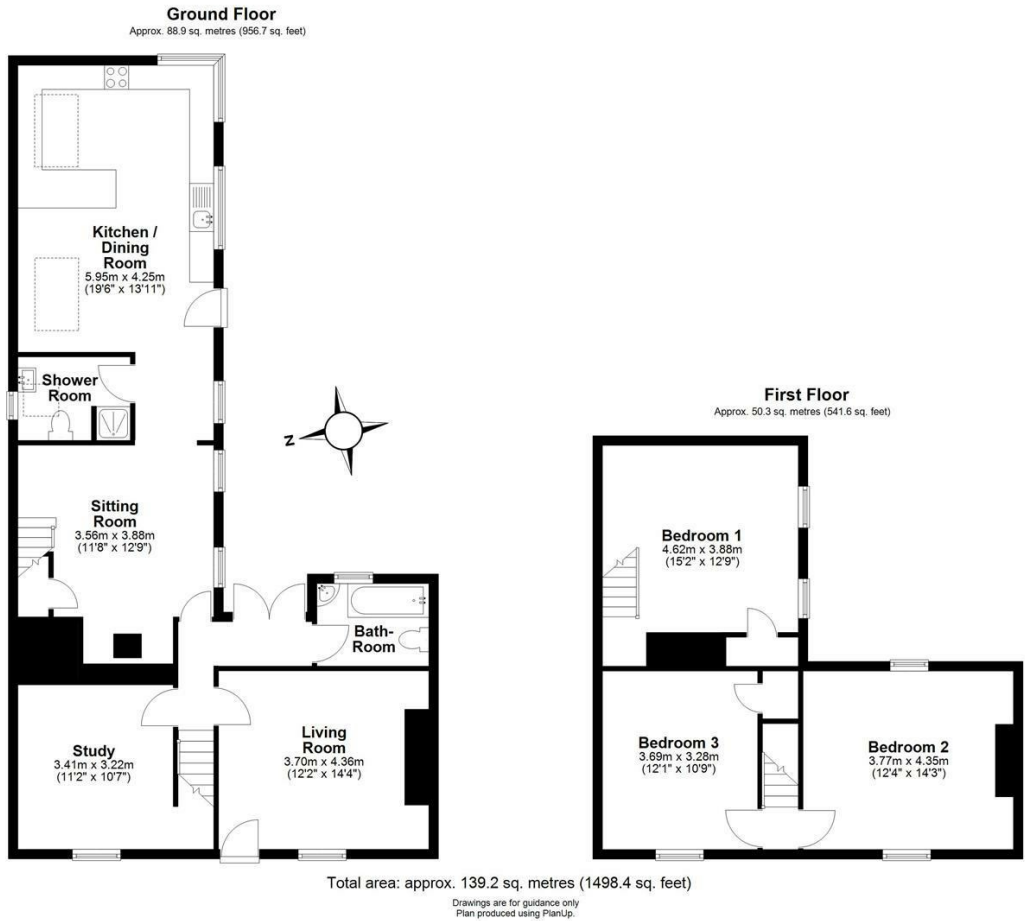 Ground Floor
Approx. 88.9 sq. metres (956.7 sq. feet)
Kitchen /
Dining
Room
5.95m x 4.25m
(19'6" x 13'11")
Shower
Room
N
Sitting
Room
3.56m x 3.88m
(11'8" x 12'9")
Bath-
Room
Study
3.41m x 3.22m
(11'2" x 10'7")
Living
Room
3.70m x 4.36m
(12'2" x 14'4")
First Floor
Approx. 50.3 sq. metres (541.6 sq. feet)
Bedroom 1
4.62m x 3.88m
(15'2" x 12'9")
Bedroom 3
3.69m x 3.28m
(12'1" x 10'9")
Bedroom 2
3.77m x 4.35m
(12'4" x 14'3")
Total area: approx. 139.2 sq. metres (1498.4 sq. feet)
Drawings are for guidance only
Plan produced using PlanUp.